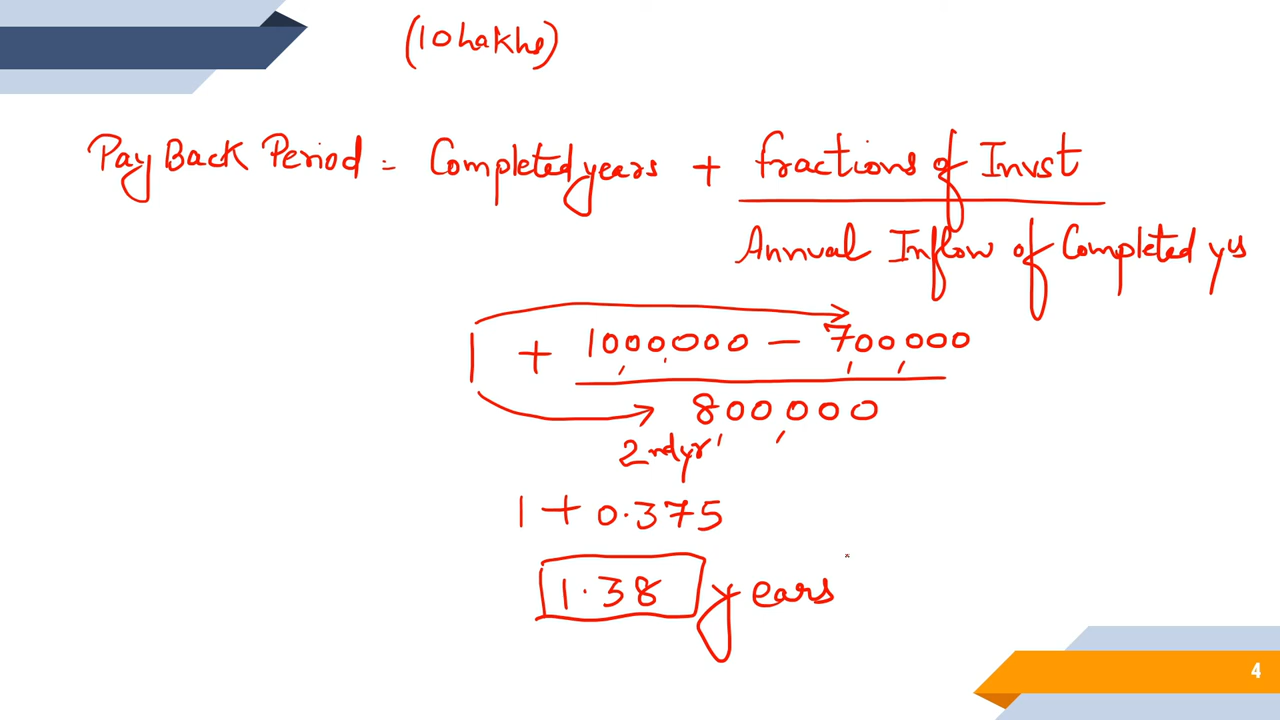 (10 hakhs)
Pay Back Period = Completed years + fractions of Invst
Annual Inflow of Completed yrs
1 + 1000,000 - 700,000
800,000
2nd yr
1 + 0.375
1.38 years
4